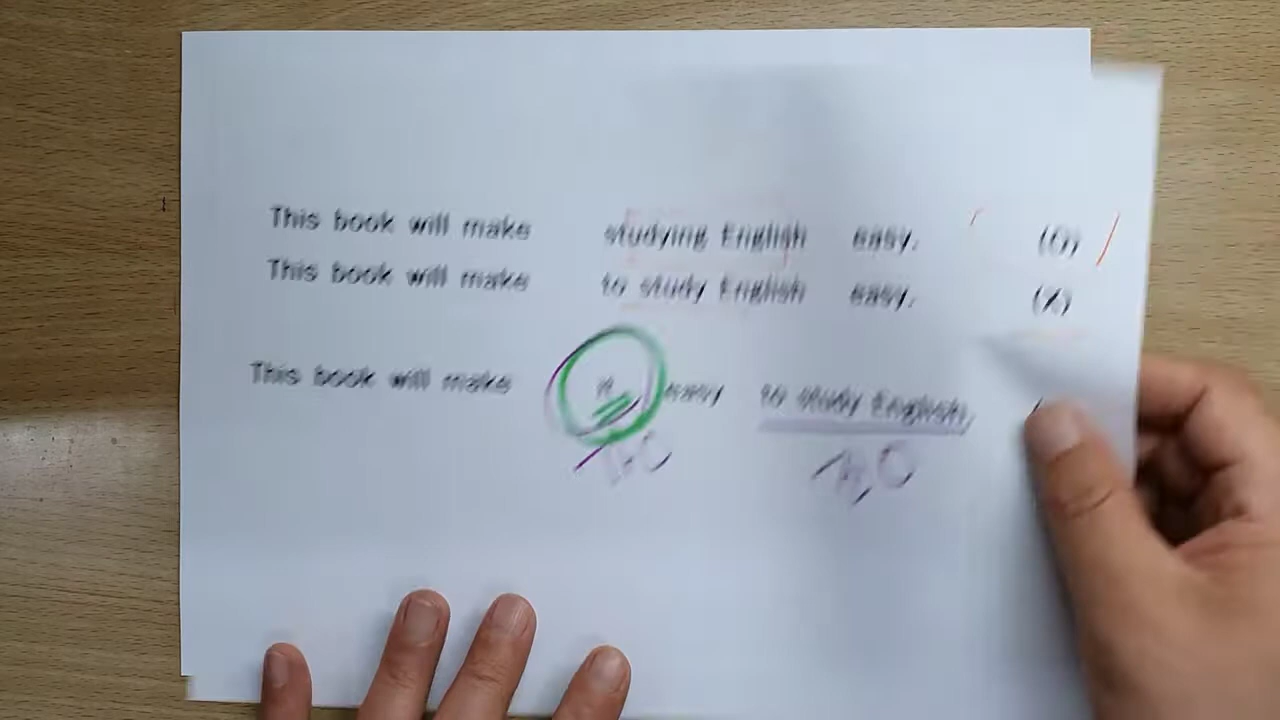 This book will make studying English easy. (O)
This book will make to study English easy. (X)
This book will make it easy to study English.